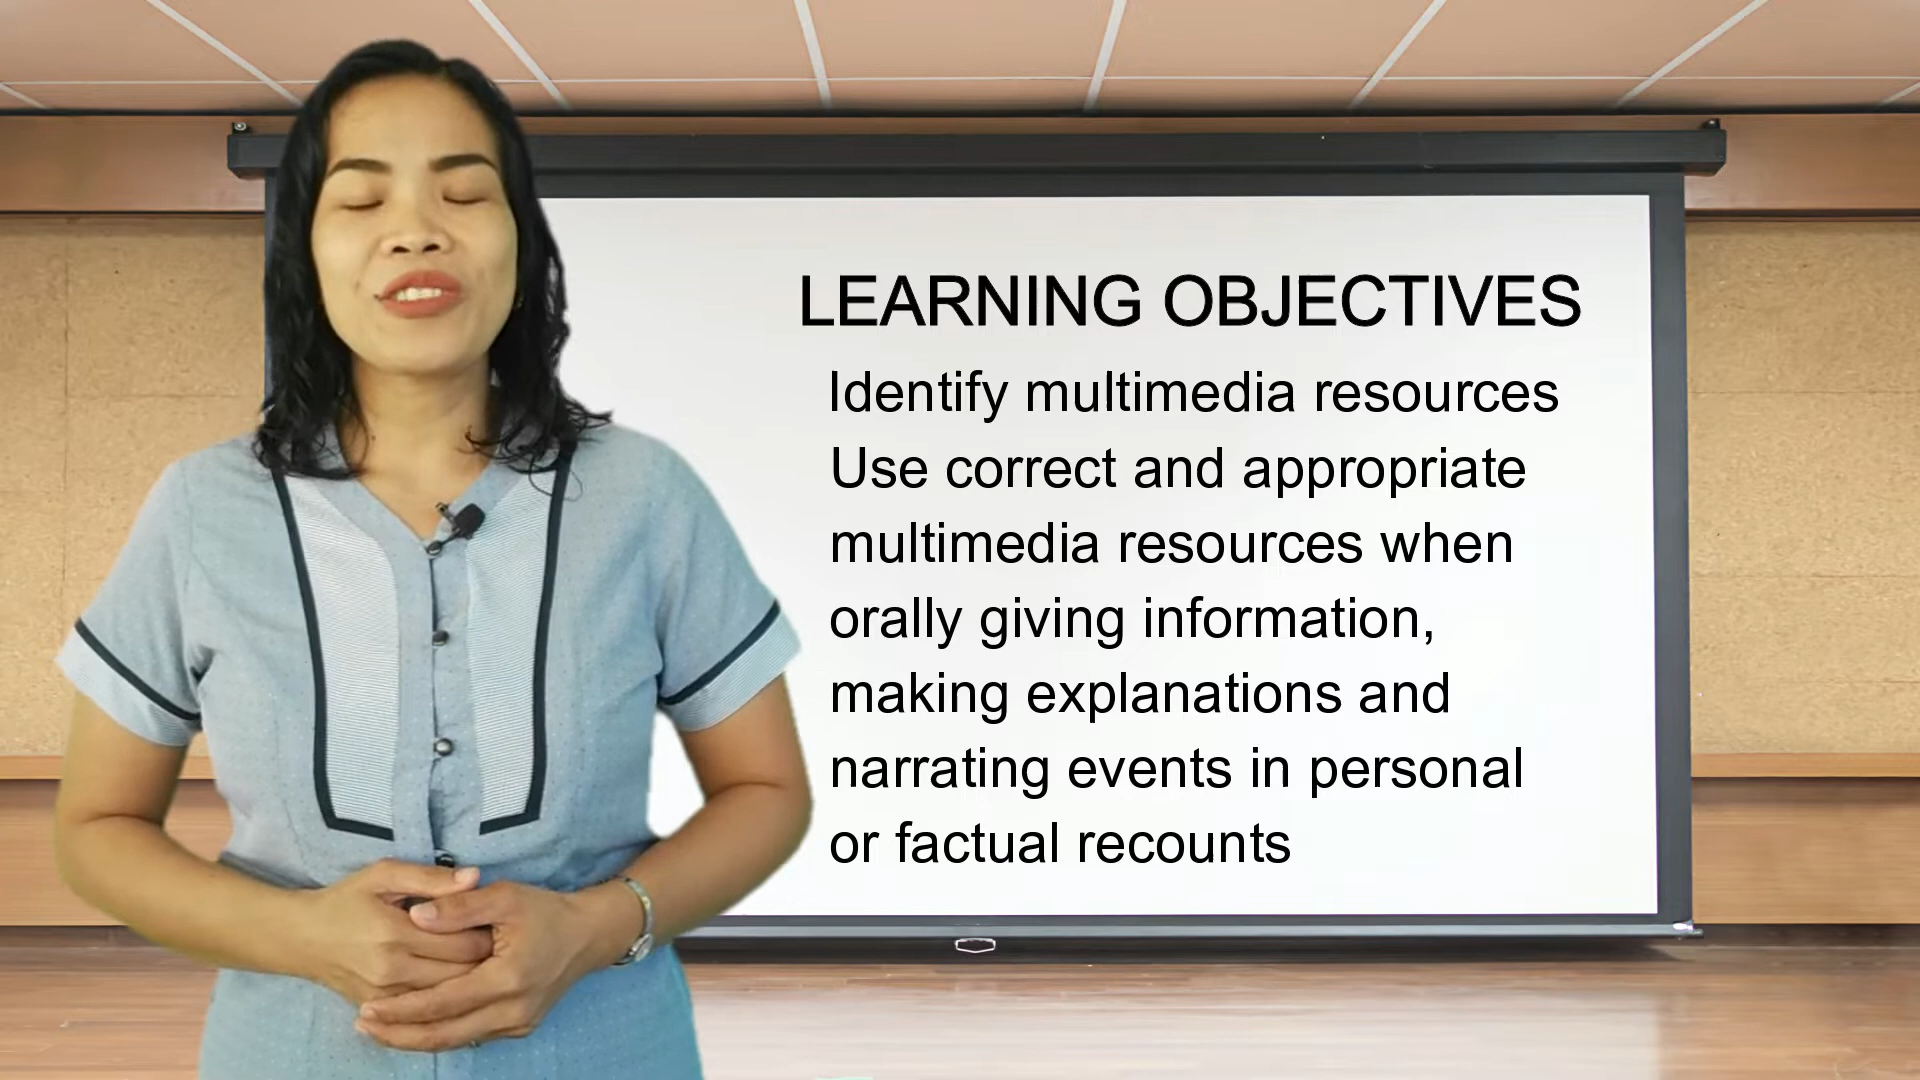 LEARNING OBJECTIVES
Identify multimedia resources
Use correct and appropriate
multimedia resources when
orally giving information,
making explanations and
narrating events in personal
or factual recounts